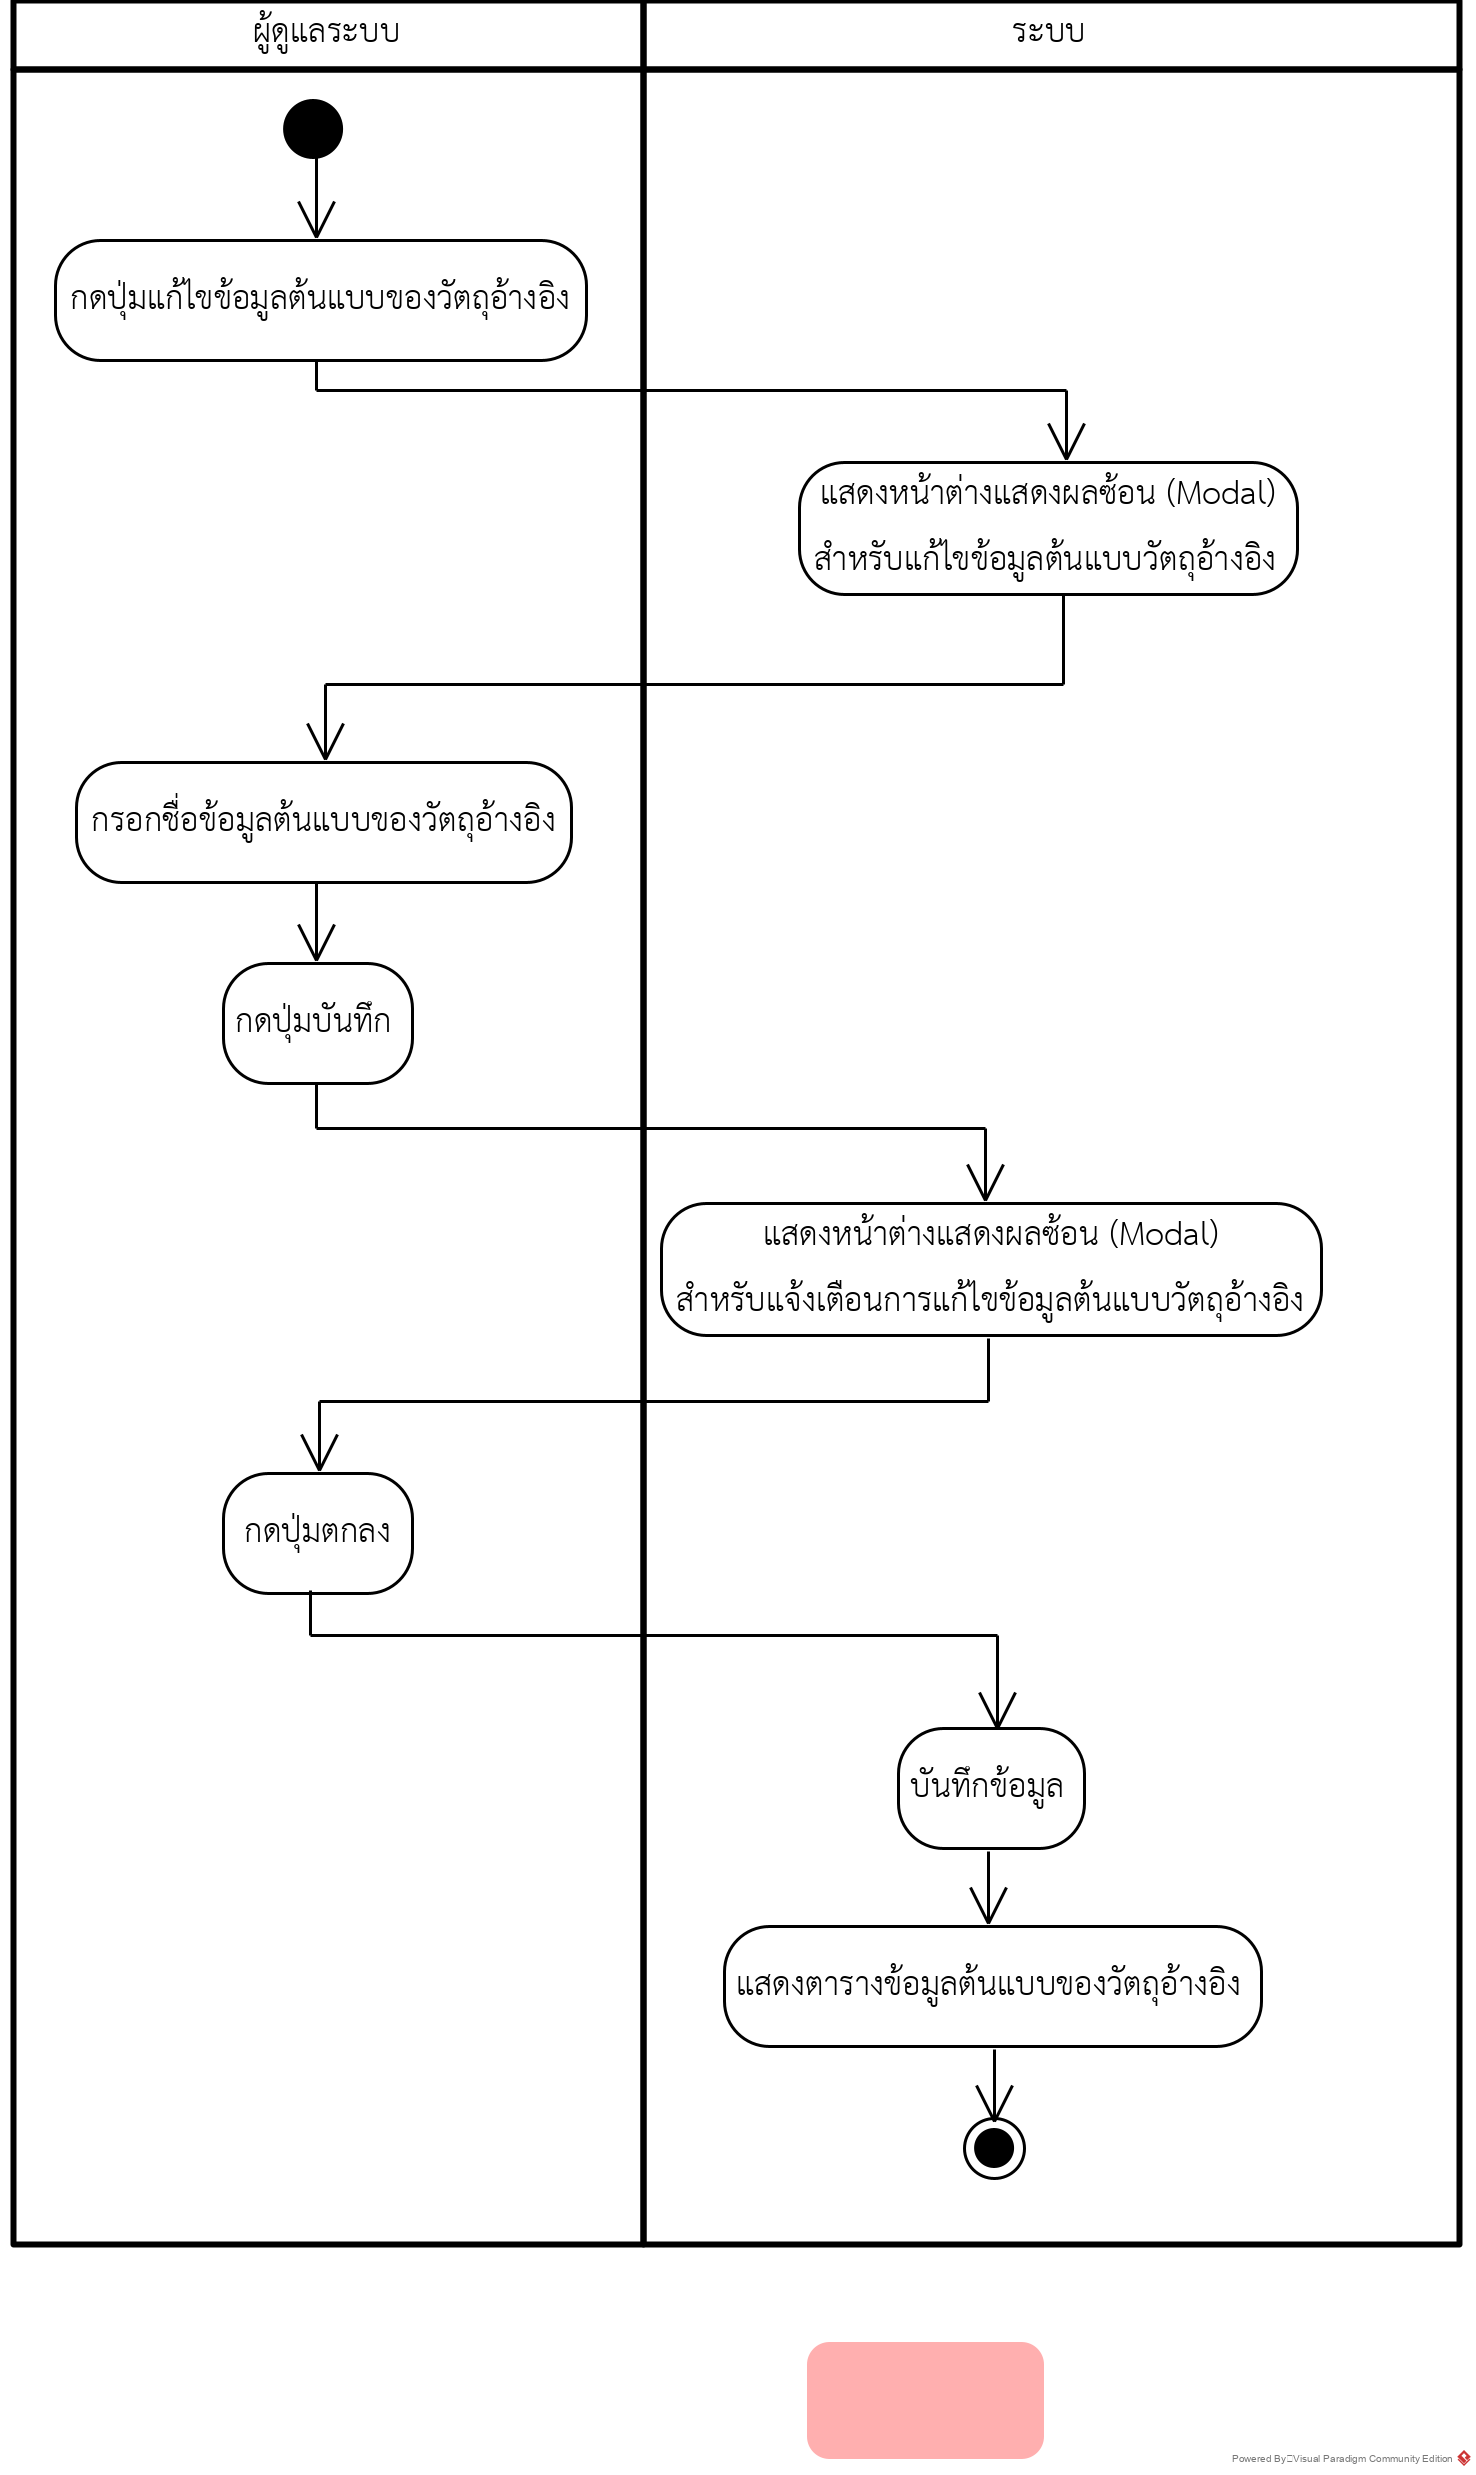 ผู้ดูแลระบบ
ระบบ
กดปุ่มแก้ไขข้อมูลต้นแบบของวัตถุอ้างอิง
แสดงหน้าต่างแสดงผลซ้อน (Modal)
สำหรับแก้ไขข้อมูลต้นแบบวัตถุอ้างอิง
กรอกชื่อข้อมูลต้นแบบของวัตถุอ้างอิง
กดปุ่มบันทึก
แสดงหน้าต่างแสดงผลซ้อน (Modal)
สำหรับแจ้งเตือนการแก้ไขข้อมูลต้นแบบวัตถุอ้างอิง
กดปุ่มตกลง
บันทึกข้อมูล
แสดงตารางข้อมูลต้นแบบของวัตถุอ้างอิง
Powered By Visual Paradigm Community Edition